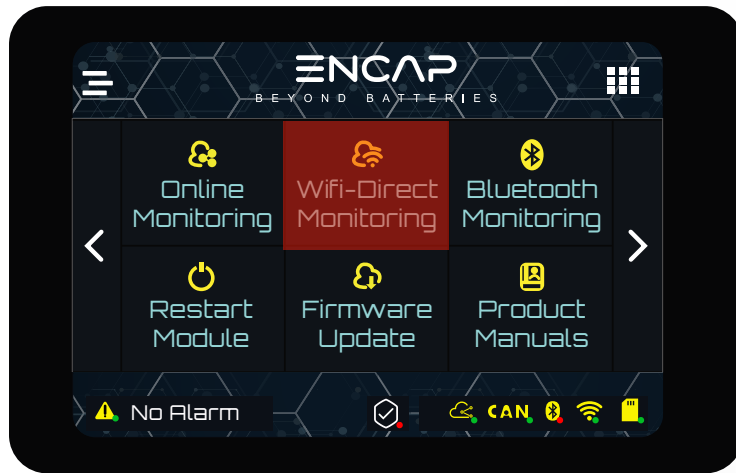 ENCAP
BEYOND BATTERIES
Online
Monitoring
Wifi-Direct
Monitoring
Bluetooth
Monitoring
Restart
Module
Firmware
Update
Product
Manuals
No Alarm
CAN